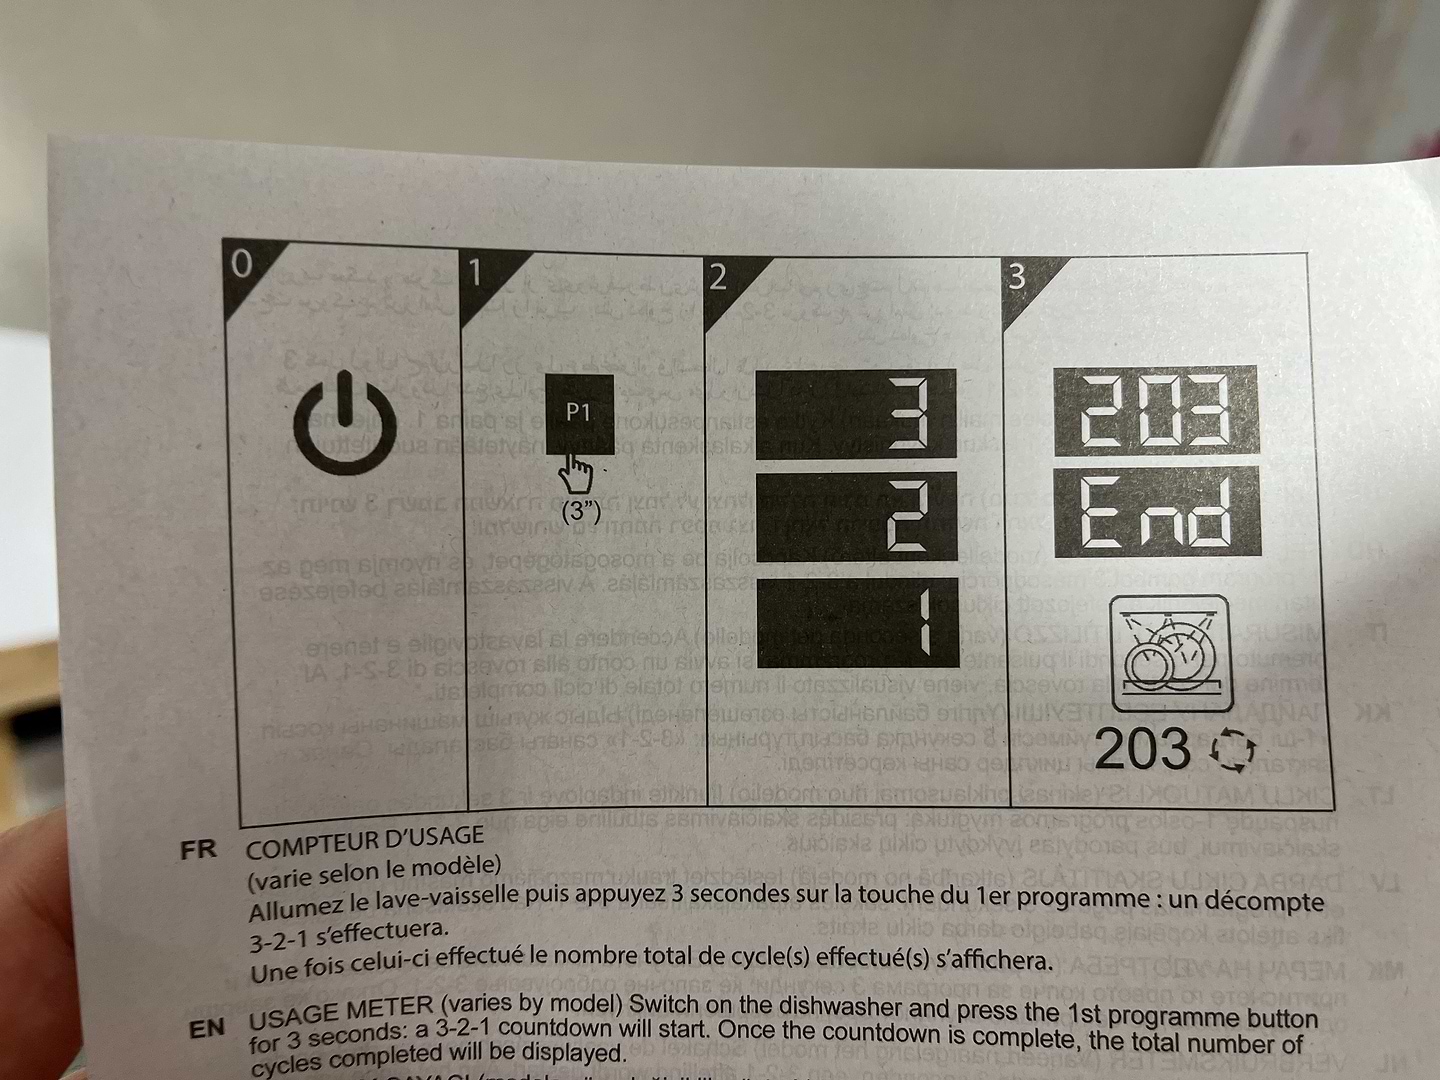 0
1
2
3
P1
(3”)
3
2
1
203
End
203
FR COMPTEUR D’USAGE
(varie selon le modèle)
Allumez le lave-vaisselle puis appuyez 3 secondes sur la touche du 1er programme : un décompte
3-2-1 s’effectuera.
Une fois celui-ci effectué le nombre total de cycle(s) effectué(s) s’affichera.
EN USAGE METER (varies by model) Switch on the dishwasher and press the 1st programme button
for 3 seconds: a 3-2-1 countdown will start. Once the countdown is complete, the total number of
cycles completed will be displayed.